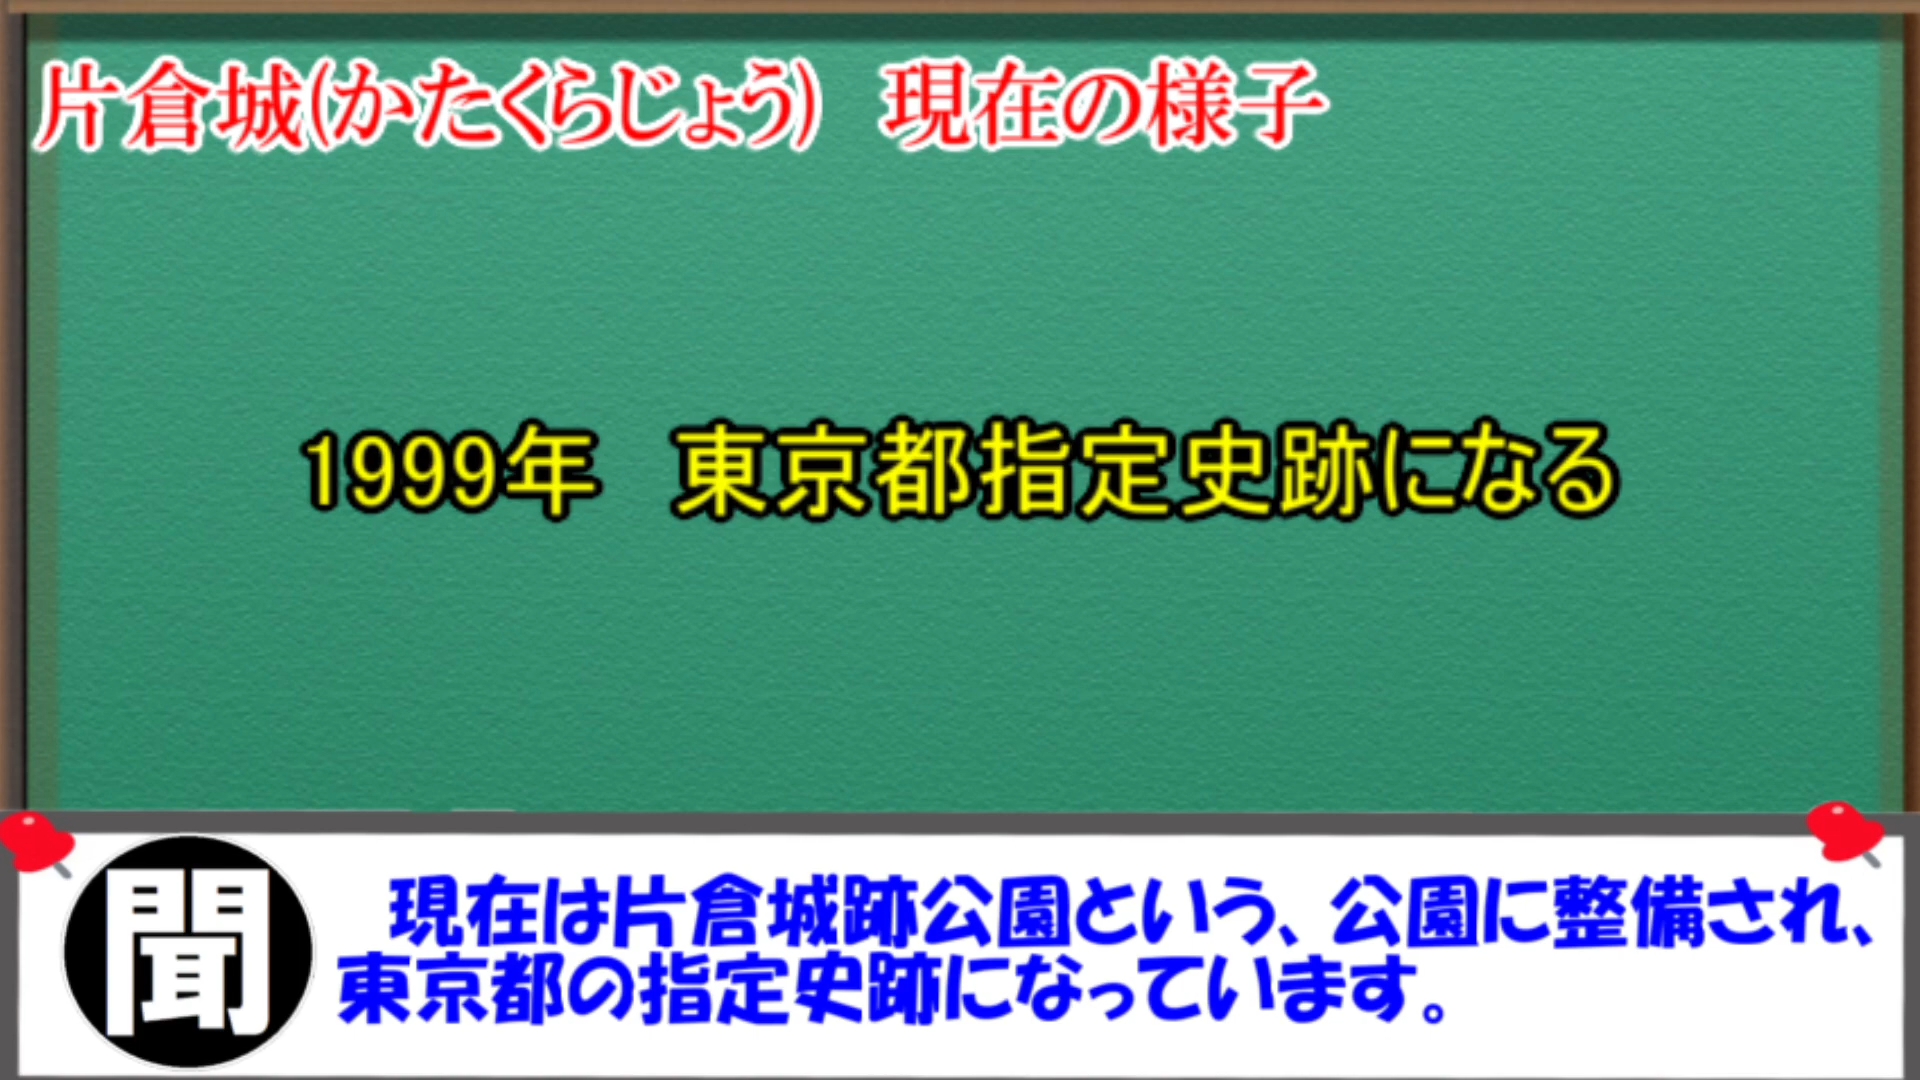 片倉城(かたくらじょう)　現在の様子
1999年　東京都指定史跡になる
聞
現在は片倉城跡公園という、公園に整備され、
東京都の指定史跡になっています。